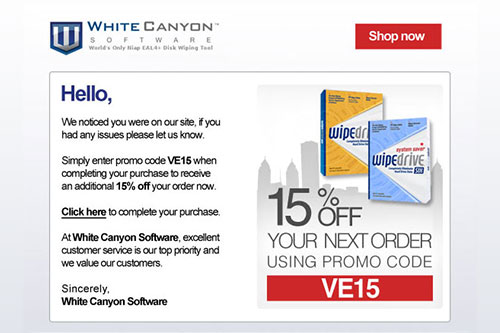 WHITE CANYON™
SOFTWARE
World's Only Niap EAL4+ Disk Wiping Tool
Shop now
Hello,
We noticed you were on our site, if you
had any issues please let us know.
Simply enter promo code VE15 when
completing your purchase to receive
an additional 15% off your order now.
Click here to complete your purchase.
At White Canyon Software, excellent
customer service is our top priority and
we value our customers.
Sincerely,
White Canyon Software
wipedrive
system saver
wipedrive
15% OFF
YOUR NEXT ORDER
USING PROMO CODE
VE15